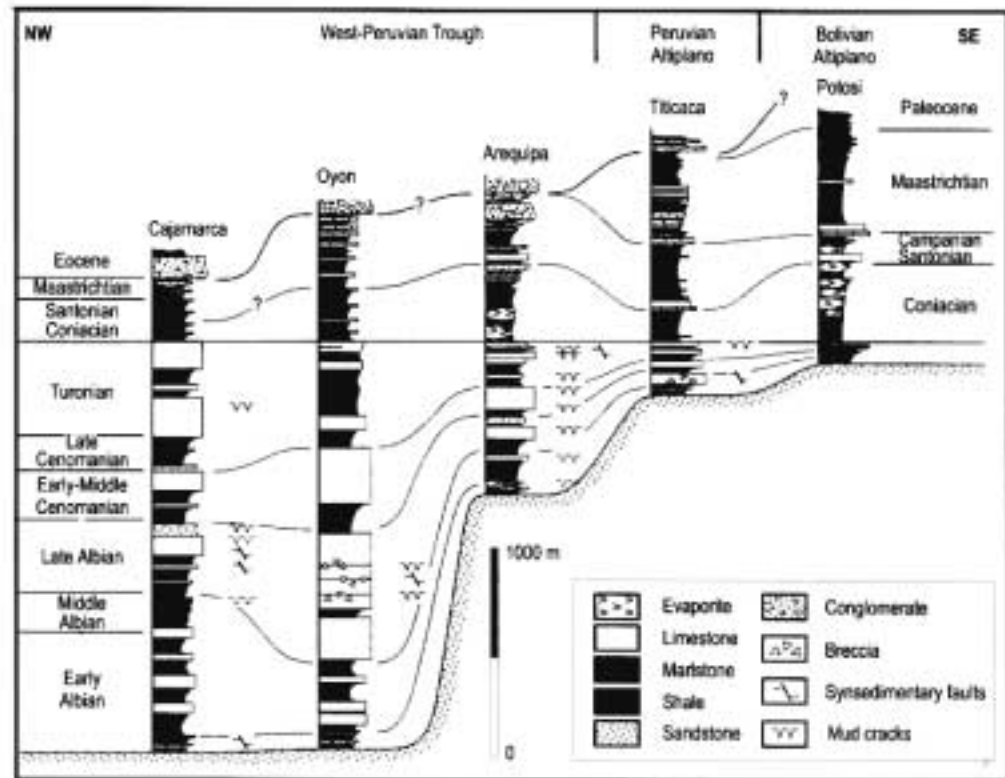 NW
West-Peruvian Trough
Peruvian
Altiplano
Bolivian
Altiplano
SE
Potosi
Titicaca
Arequipa
Oyon
Cajamarca
?
?
?
Paleocene
Maastrichtian
Campanian
Santonian
Coniacian
Eocene
Maastrichtian
Santonian
Coniacian
Turonian
Late
Cenomanian
Early-Middle
Cenomanian
Late Albian
Middle
Albian
Early
Albian
1000 m
0
Evaporite
Limestone
Marlstone
Shale
Sandstone
Conglomerate
Breccia
Synsedimentary faults
Mud cracks